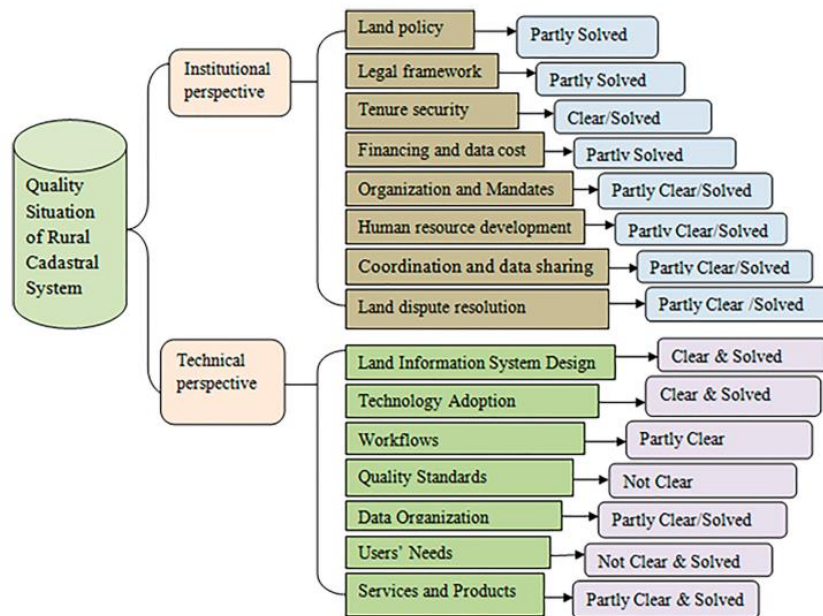 Quality
Situation
of Rural
Cadastral
System
Institutional
perspective
Land policy
Partly Solved
Legal framework
Partly Solved
Tenure security
Clear/Solved
Financing and data cost
Partly Solved
Organization and Mandates
Partly Clear/Solved
Human resource development
Partly Clear/Solved
Coordination and data sharing
Partly Clear/Solved
Land dispute resolution
Partly Clear /Solved
Technical
perspective
Land Information System Design
Clear & Solved
Technology Adoption
Clear & Solved
Workflows
Partly Clear
Quality Standards
Not Clear
Data Organization
Partly Clear/Solved
Users' Needs
Not Clear & Solved
Services and Products
Partly Clear & Solved